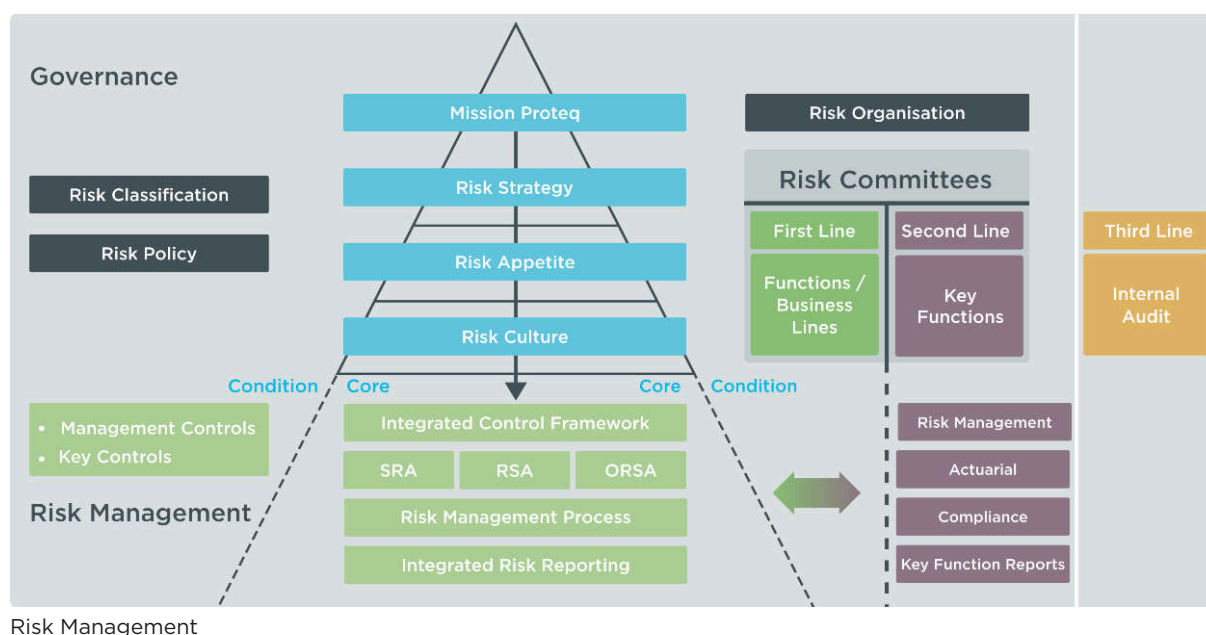 Governance
Mission Proteq
Risk Organisation
Risk Classification
Risk Strategy
Risk Committees
First Line
Second Line
Third Line
Risk Policy
Risk Appetite
Functions /
Business
Lines
Key
Functions
Internal
Audit
Risk Culture
Condition
Core
Core
Condition
• Management Controls
• Key Controls
Integrated Control Framework
Risk Management
SRA
RSA
ORSA
Actuarial
Risk Management
Risk Management Process
Compliance
Integrated Risk Reporting
Key Function Reports
Risk Management